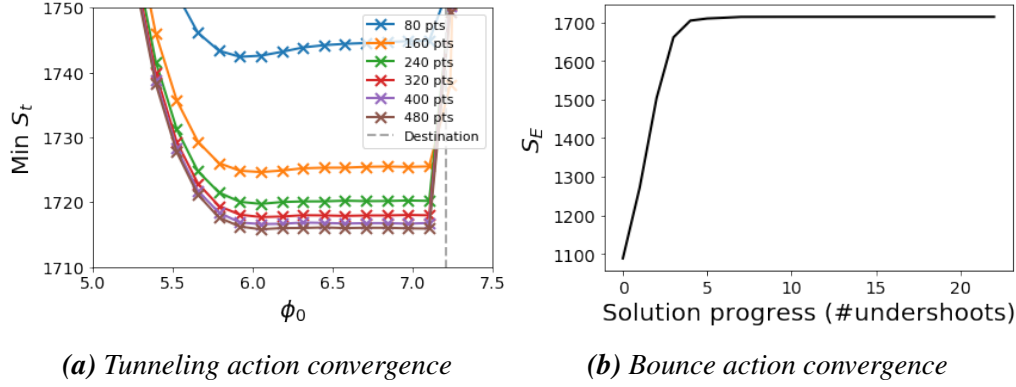 1750
1740
1730
1720
1710
Min S_t
5.0 5.5 6.0 6.5 7.0 7.5
ϕ_0
80 pts
160 pts
240 pts
320 pts
400 pts
480 pts
Destination
(a) Tunneling action convergence
1700
1600
1500
1400
1300
1200
1100
S_E
0 5 10 15 20
Solution progress (#undershoots)
(b) Bounce action convergence